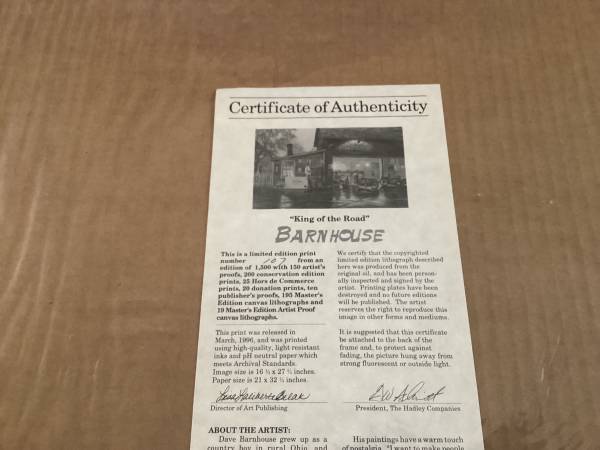 Certificate of Authenticity
"King of the Road"
BARNHOUSE
This is a limited edition print
number 107 from an
edition of 1,500 with 150 artist's
proofs, 200 conservation edition
prints, 25 Hors de Commerce
prints, 20 donation prints, ten
publisher's proofs, 195 Master's
Edition canvas lithographs and
19 Master's Edition Artist Proof
canvas lithographs.
This print was released in
March, 1996, and was printed
using high-quality, light resistant
inks and pH neutral paper which
meets Archival Standards.
Image size is 16 ¾ x 27 ¾ inches.
Paper size is 21 x 32 ¾ inches.
Director of Art Publishing
We certify that the copyrighted
limited edition lithograph described
here was produced from the
original oil, and has been person-
ally inspected and signed by the
artist. Printing plates have been
destroyed and no future editions
will be published. The artist
reserves the right to reproduce this
image in other forms and mediums.
It is suggested that this certificate
be attached to the back of the
frame and, to protect against
fading, the picture hung away from
strong fluorescent or outside light.
President, The Hadley Companies
ABOUT THE ARTIST:
Dave Barnhouse grew up as a
country boy in rural Ohio, and
His paintings have a warm touch
of nostalgia. "I want to make people